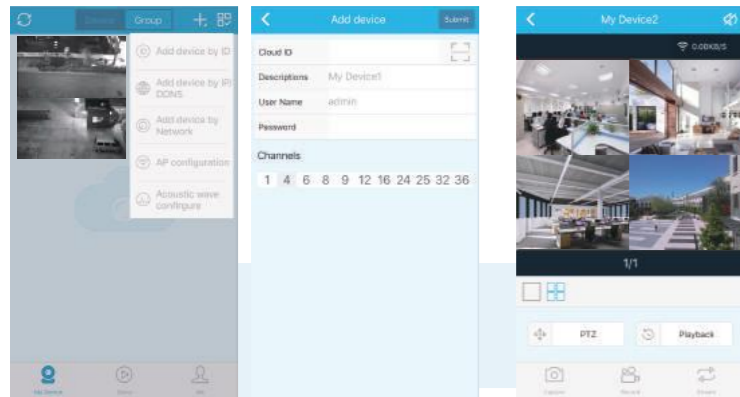 Device Group
Add device by ID
Add device by IP/
DDNS
Add device by
Network
AP configuration
Acoustic wave
configure
My Device
Add device
Submit
Cloud ID
Descriptions My Device1
User Name admin
Password
Channels
1 4 6 8 9 12 16 24 25 32 36
My Device2
0.00KB/S
1/1
PTZ Playback
Capture Record Stream